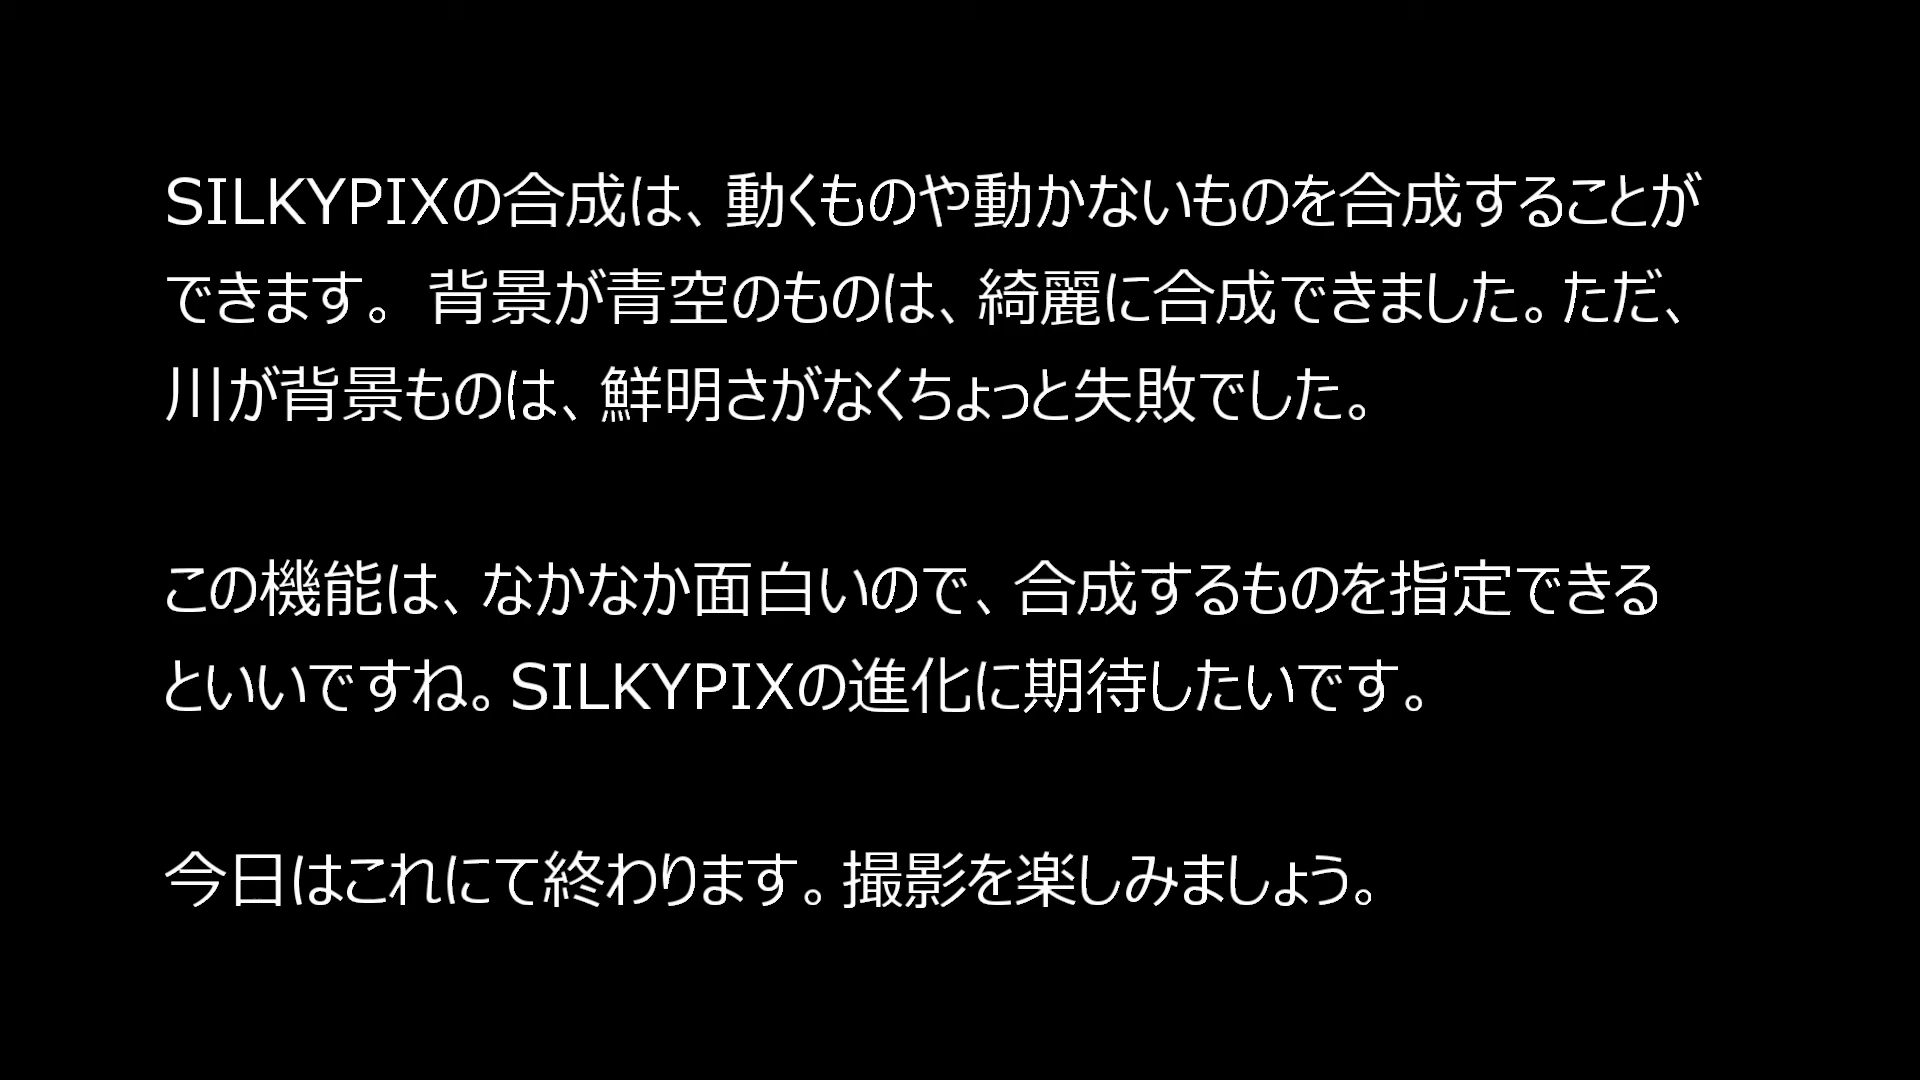 SILKYPIXの合成は、動くものや動かないものを合成することが
できます。 背景が青空のものは、綺麗に合成できました。ただ、
川が背景ものは、鮮明さがなくちょっと失敗でした。
この機能は、なかなか面白いので、合成するものを指定できる
といいですね。SILKYPIXの進化に期待したいです。
今日はこれにて終わります。撮影を楽しみましょう。